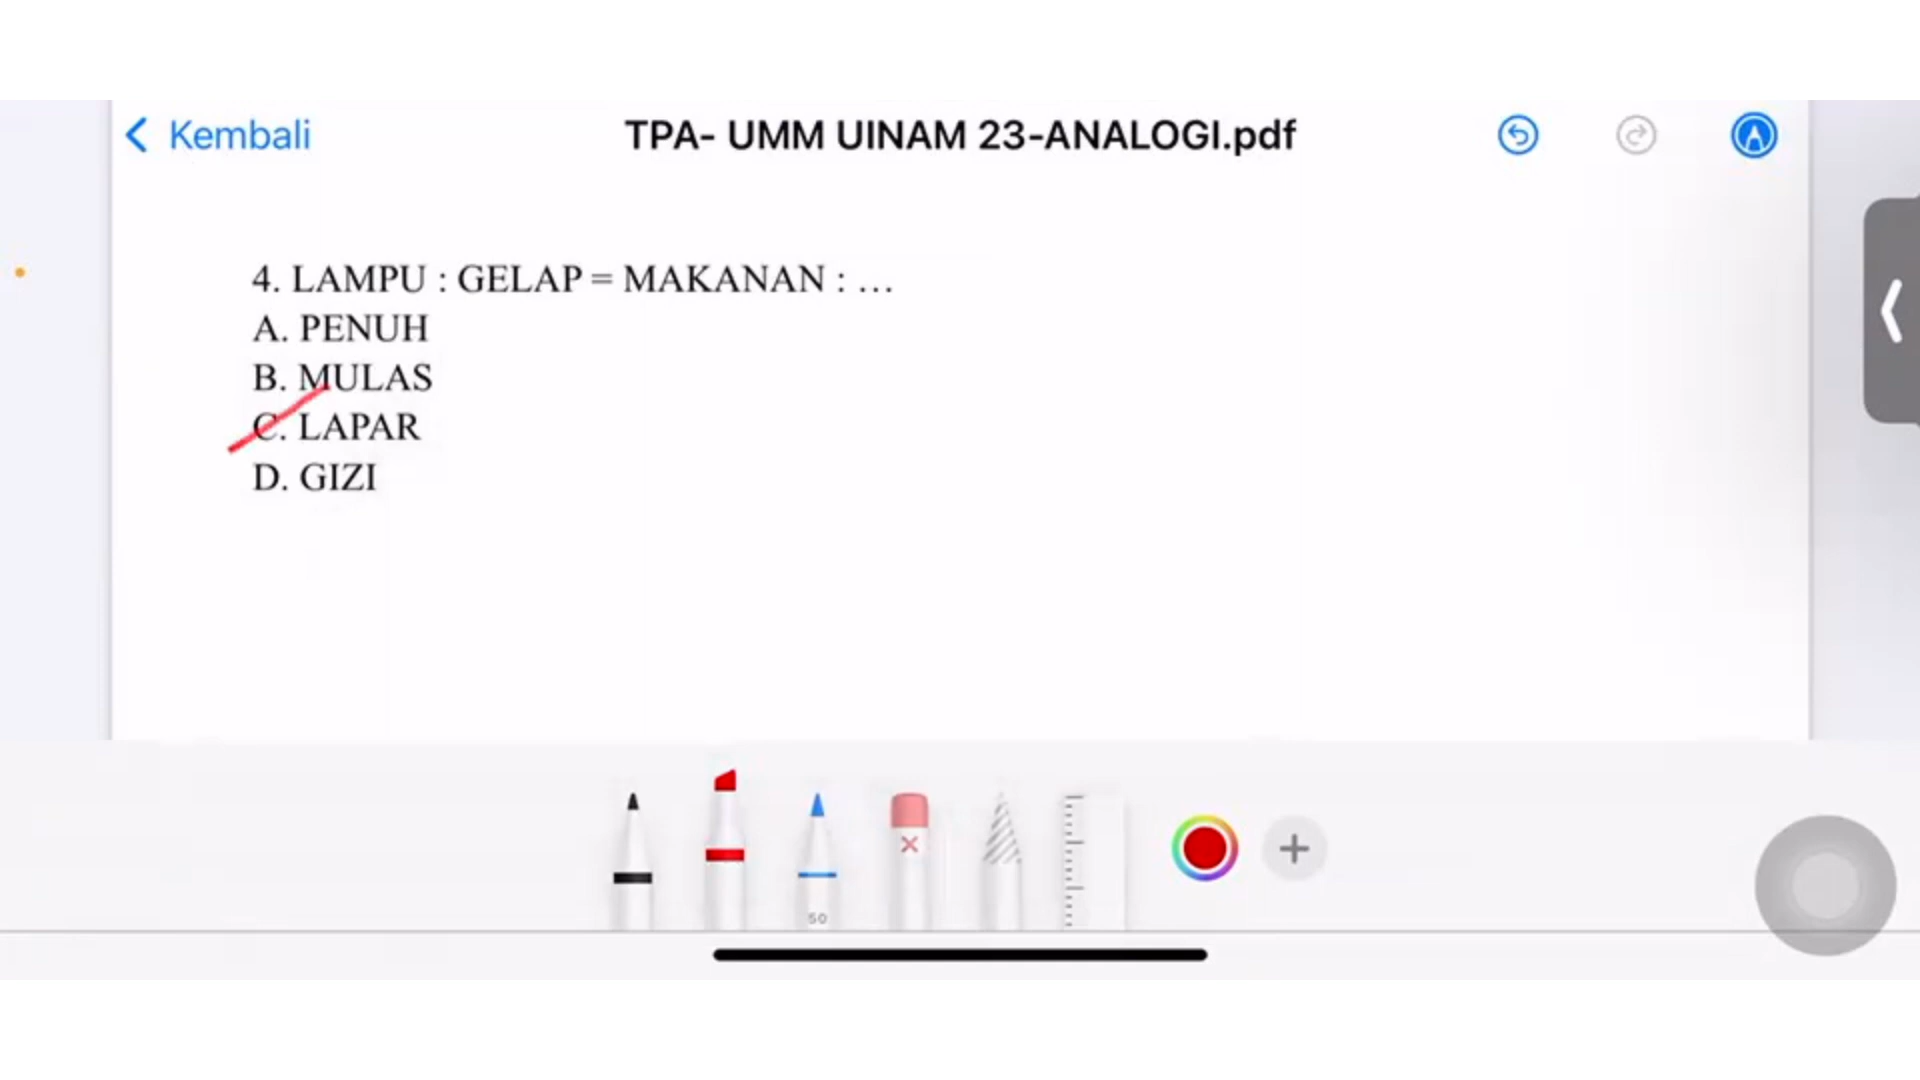 Kembali
TPA- UMM UINAM 23-ANALOGI.pdf
4. LAMPU : GELAP = MAKANAN : ...
A. PENUH
B. MULAS
C. LAPAR
D. GIZI
50